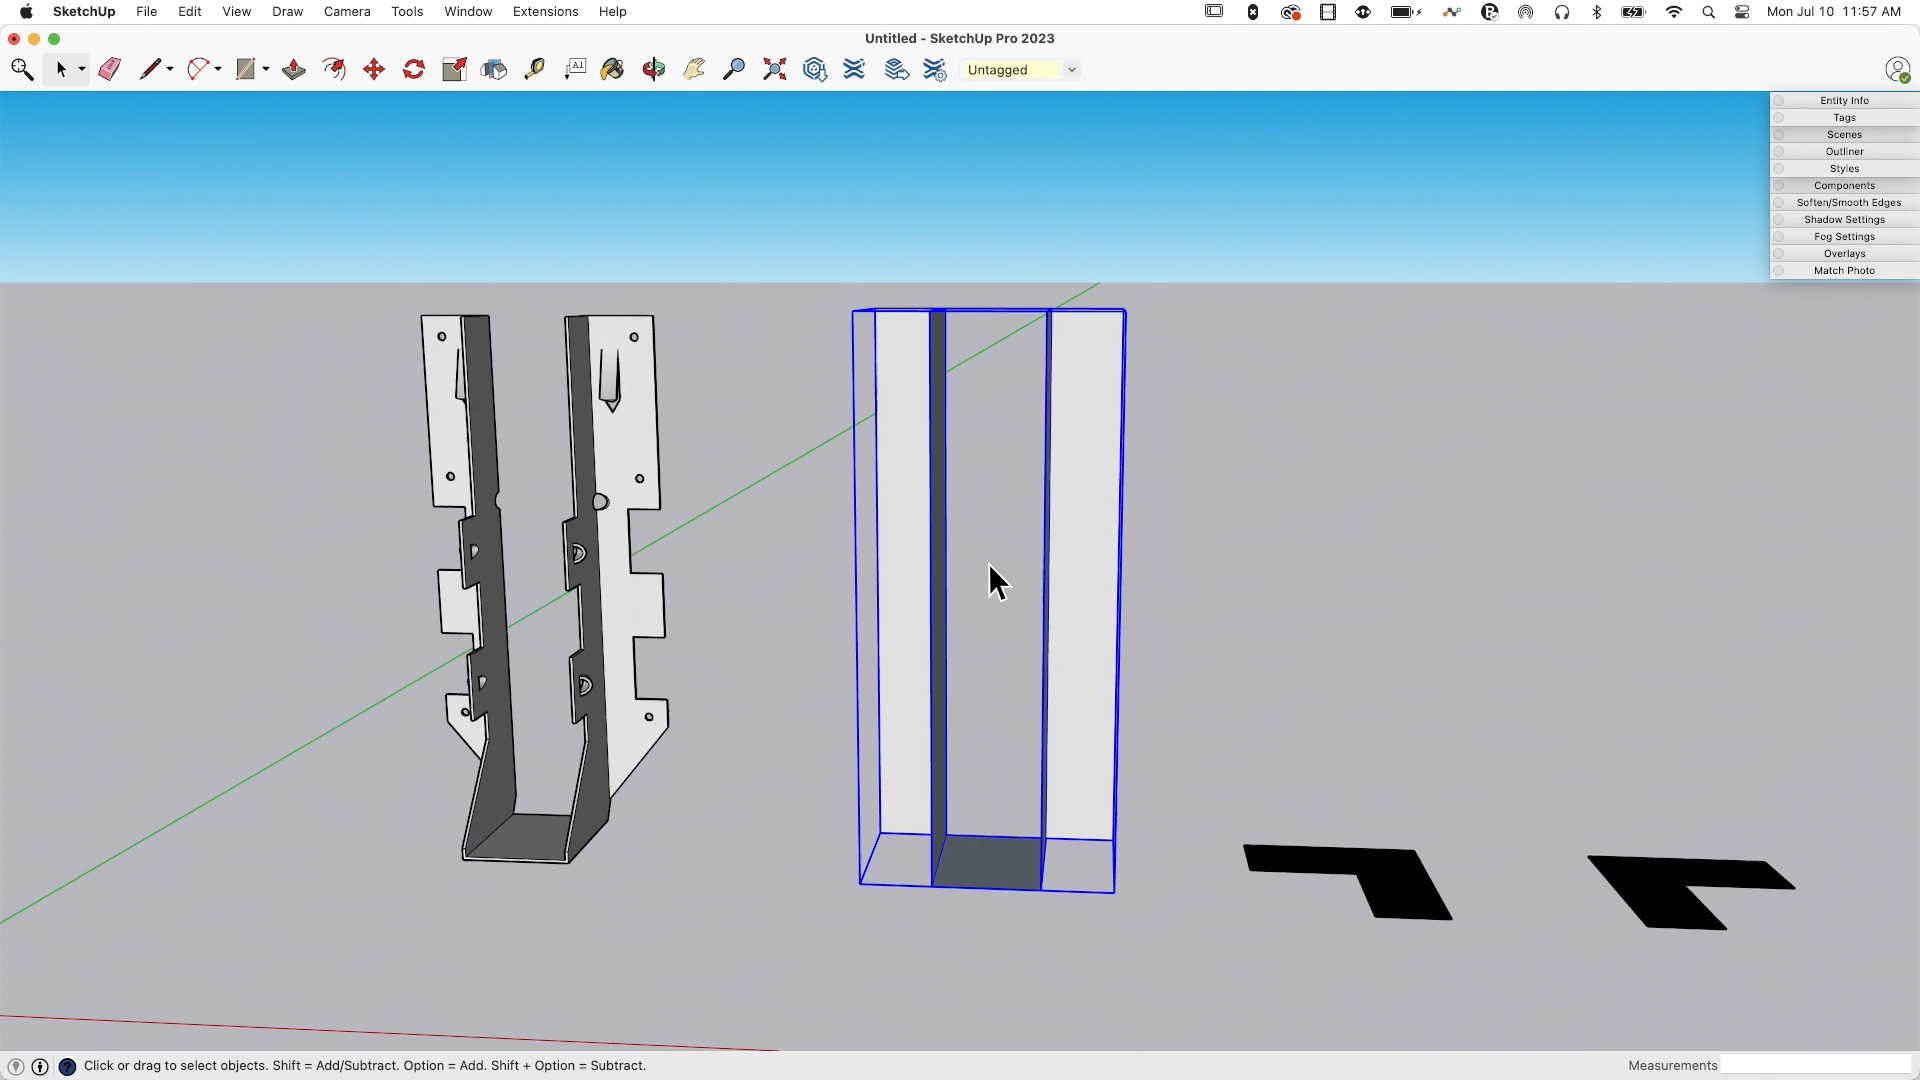 SketchUp File Edit View Draw Camera Tools Window Extensions Help Mon Jul 10 11:57 AM
Untitled - SketchUp Pro 2023
A1 Untagged
Entity Info
Tags
Scenes
Outliner
Styles
Components
Soften/Smooth Edges
Shadow Settings
Fog Settings
Overlays
Match Photo
Click or drag to select objects. Shift = Add/Subtract. Option = Add. Shift + Option = Subtract. Measurements